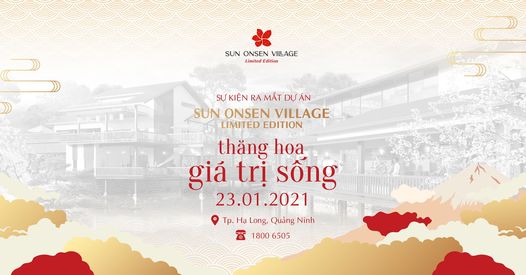 SUN ONSEN VILLAGE
Limited Edition
SỰ KIỆN RA MẮT DỰ ÁN
SUN ONSEN VILLAGE
LIMITED EDITION
thăng hoa
giá trị sống
23.01.2021
Tp. Hạ Long, Quảng Ninh
1800 6505